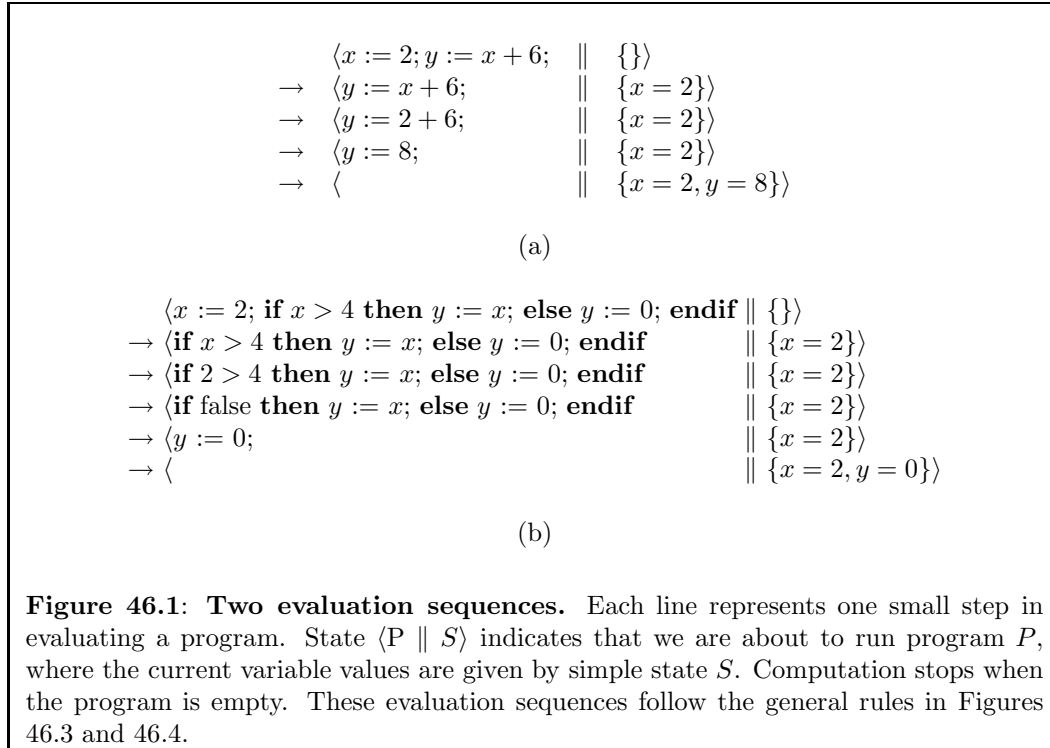 ⟨x := 2; y := x + 6; ∥ {}⟩
→ ⟨y := x + 6; ∥ {x = 2}⟩
→ ⟨y := 2 + 6; ∥ {x = 2}⟩
→ ⟨y := 8; ∥ {x = 2}⟩
→ ⟨ ∥ {x = 2, y = 8}⟩
(a)
⟨x := 2; if x > 4 then y := x; else y := 0; endif ∥ {}⟩
→ ⟨if x > 4 then y := x; else y := 0; endif ∥ {x = 2}⟩
→ ⟨if 2 > 4 then y := x; else y := 0; endif ∥ {x = 2}⟩
→ ⟨if false then y := x; else y := 0; endif ∥ {x = 2}⟩
→ ⟨y := 0; ∥ {x = 2}⟩
→ ⟨ ∥ {x = 2, y = 0}⟩
(b)
Figure 46.1: Two evaluation sequences. Each line represents one small step in
evaluating a program. State ⟨P ∥ S⟩ indicates that we are about to run program P,
where the current variable values are given by simple state S. Computation stops when
the program is empty. These evaluation sequences follow the general rules in Figures
46.3 and 46.4.